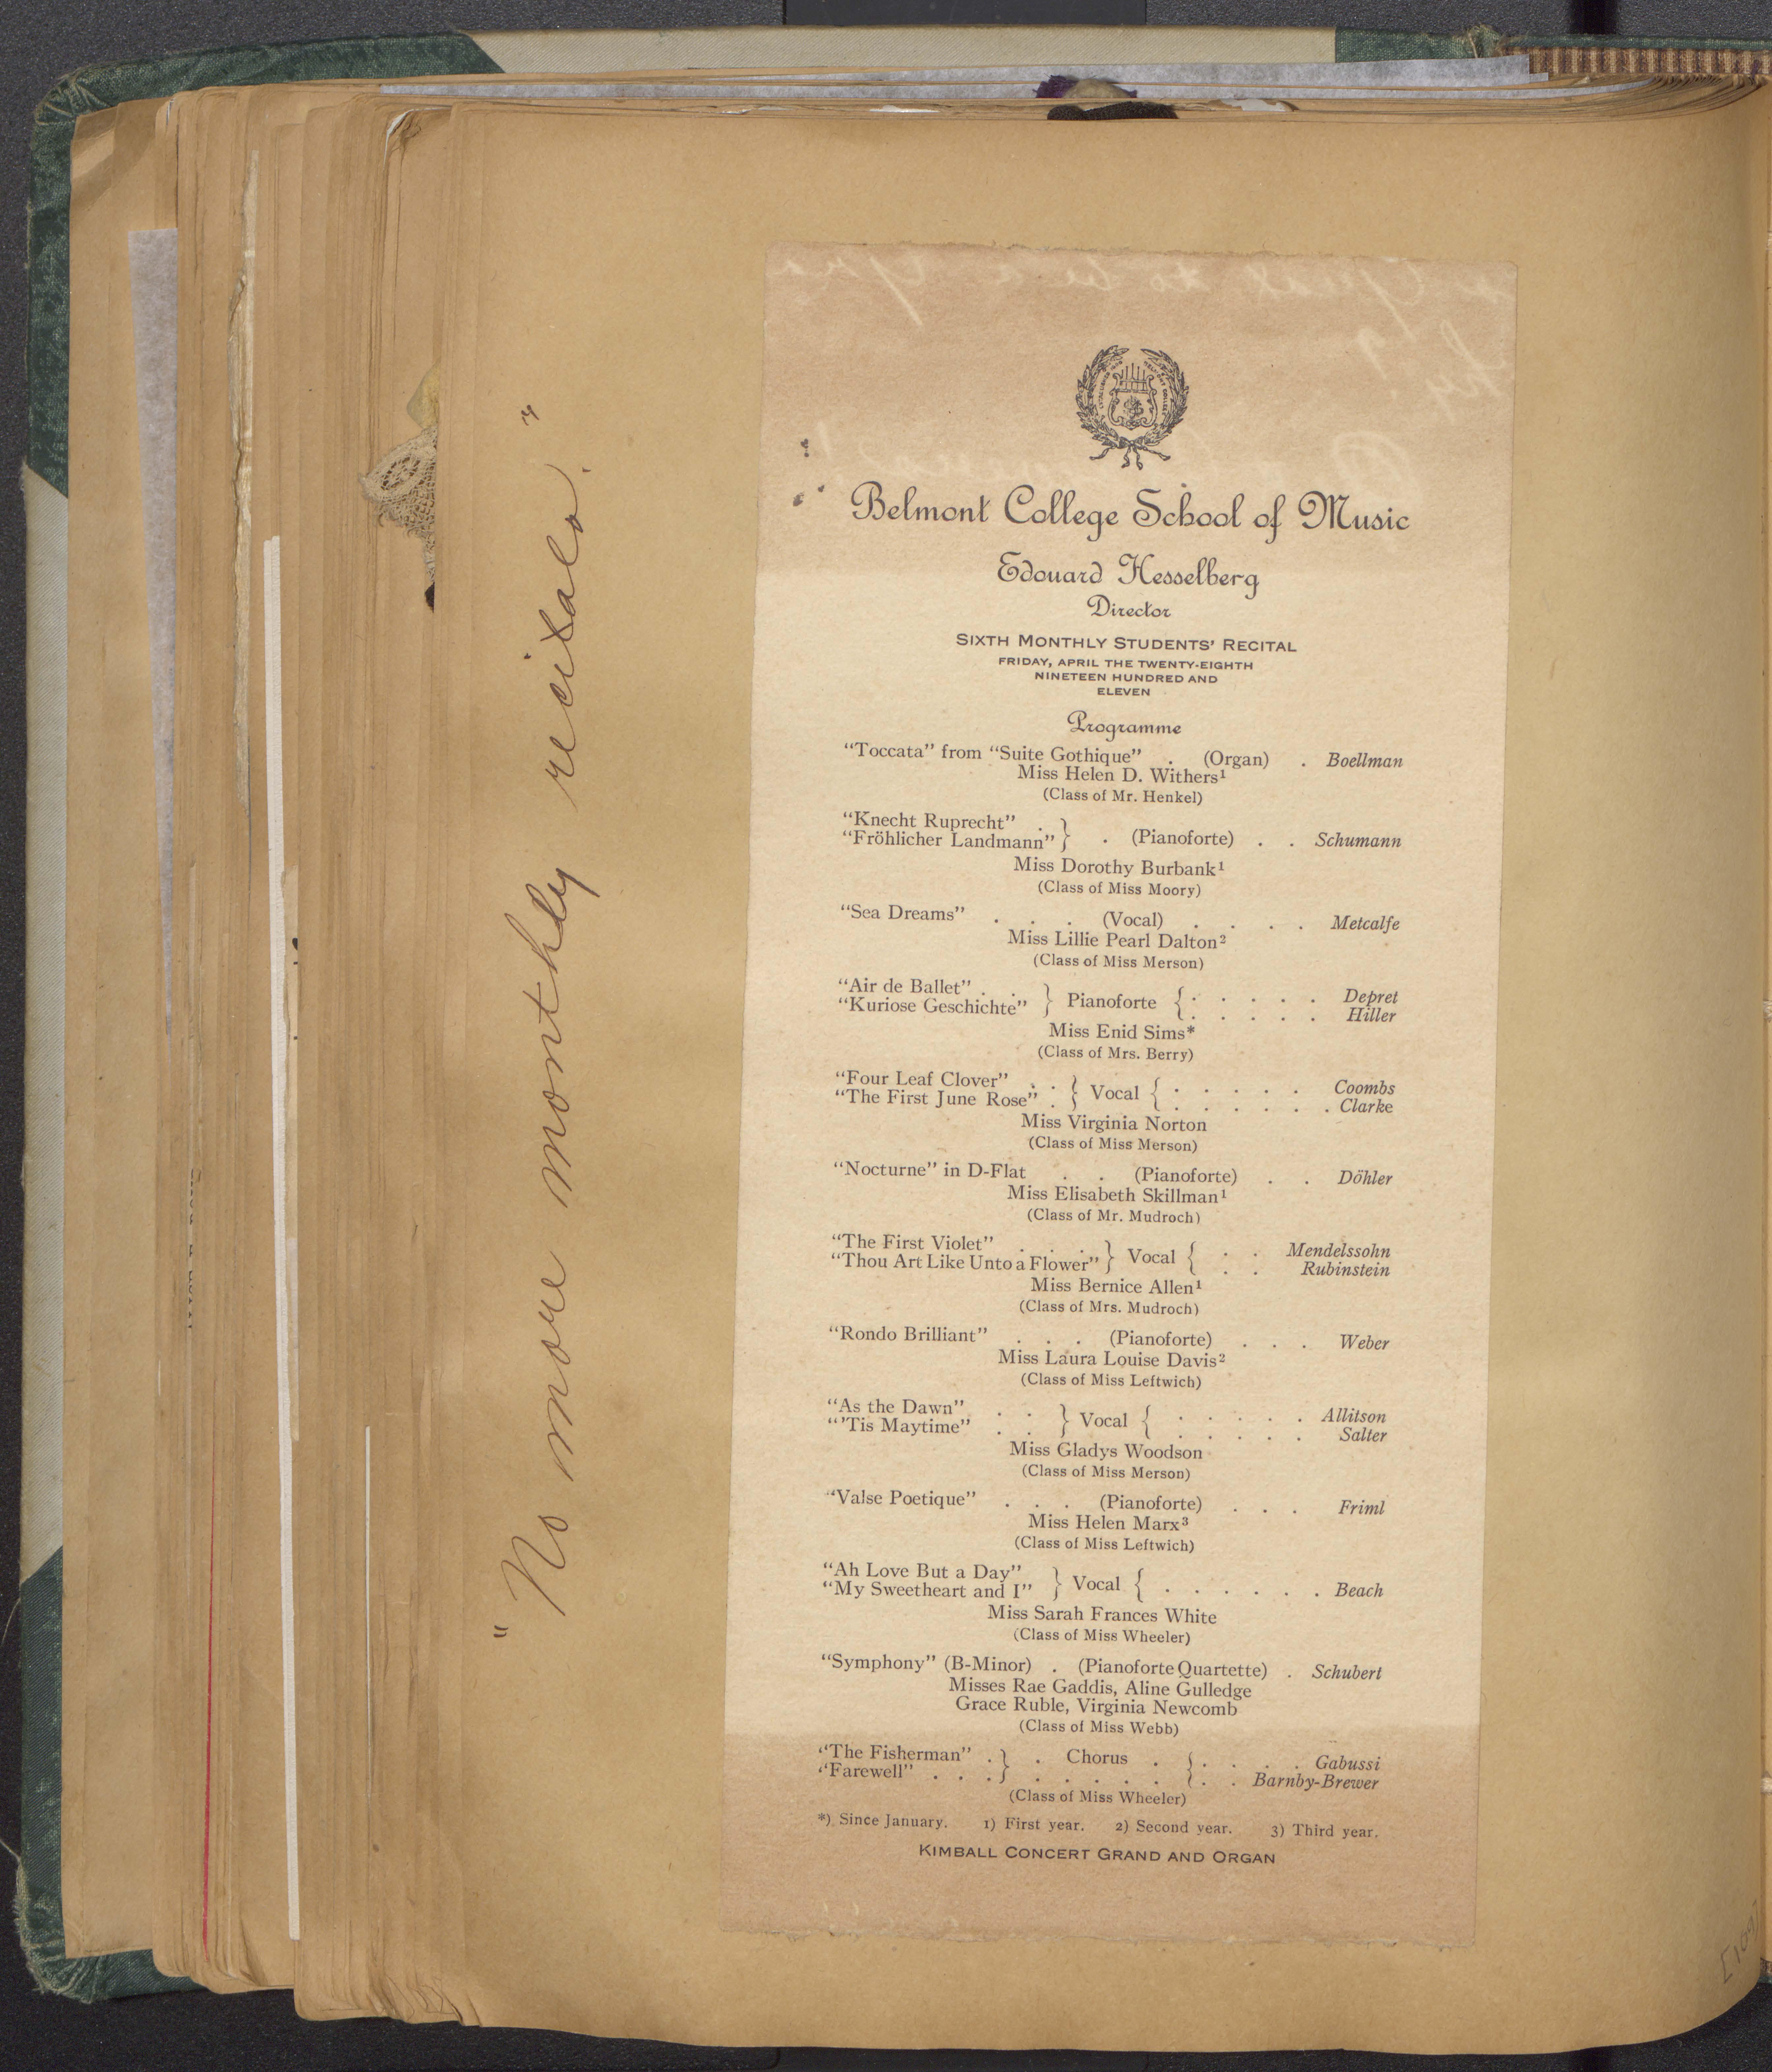 "No more monthly recitals."
Belmont College School of Music
Edouard Hesselberg
Director
SIXTH MONTHLY STUDENTS' RECITAL
FRIDAY, APRIL THE TWENTY-EIGHTH
NINETEEN HUNDRED AND
ELEVEN
Programme
"Toccata" from "Suite Gothique" . (Organ) . Boellman
Miss Helen D. Withers¹
(Class of Mr. Henkel)
"Knecht Ruprecht" .
"Fröhlicher Landmann" } . (Pianoforte) . . Schumann
Miss Dorothy Burbank¹
(Class of Miss Moory)
"Sea Dreams" . . . (Vocal) . . . . Metcalfe
Miss Lillie Pearl Dalton²
(Class of Miss Merson)
"Air de Ballet" . . } Pianoforte { . . . . . Depret
"Kuriose Geschichte" . . . . . Hiller
Miss Enid Sims*
(Class of Mrs. Berry)
"Four Leaf Clover" . . } Vocal { . . . . . Coombs
"The First June Rose" . . . . . . . Clarke
Miss Virginia Norton
(Class of Miss Merson)
"Nocturne" in D-Flat . . (Pianoforte) . . Döhler
Miss Elisabeth Skillman¹
(Class of Mr. Mudroch)
"The First Violet" . . . } Vocal { . . Mendelssohn
"Thou Art Like Unto a Flower" . . Rubinstein
Miss Bernice Allen¹
(Class of Mrs. Mudroch)
"Rondo Brilliant" . . . (Pianoforte) . . . Weber
Miss Laura Louise Davis²
(Class of Miss Leftwich)
"As the Dawn" . . } Vocal { . . . . . Allitson
"'Tis Maytime" . . . . . . . Salter
Miss Gladys Woodson
(Class of Miss Merson)
"Valse Poetique" . . . (Pianoforte) . . . Friml
Miss Helen Marx³
(Class of Miss Leftwich)
"Ah Love But a Day"
"My Sweetheart and I" } Vocal { . . . . . . Beach
Miss Sarah Frances White
(Class of Miss Wheeler)
"Symphony" (B-Minor) . (Pianoforte Quartette) . Schubert
Misses Rae Gaddis, Aline Gulledge
Grace Ruble, Virginia Newcomb
(Class of Miss Webb)
"The Fisherman" . } . Chorus . { . . . . Gabussi
"Farewell" . . . . . . . . . . Barnby-Brewer
(Class of Miss Wheeler)
*) Since January. 1) First year. 2) Second year. 3) Third year.
KIMBALL CONCERT GRAND AND ORGAN
[109]